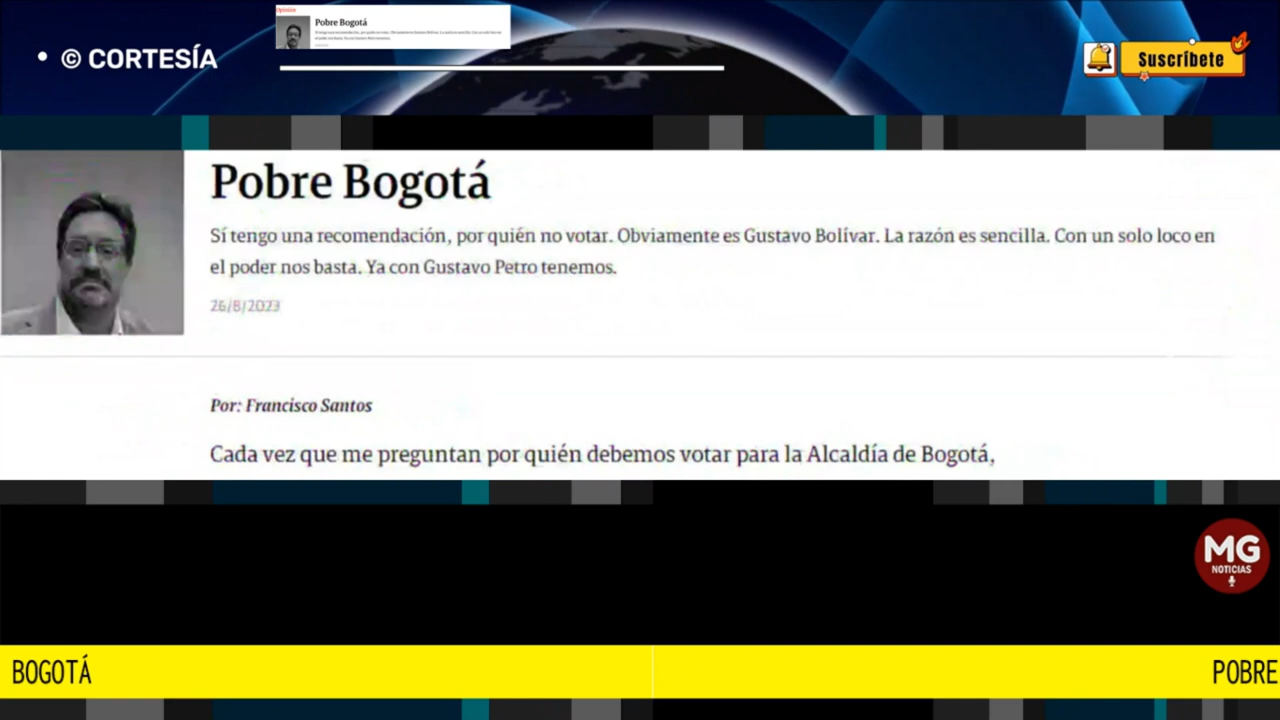 Opinión
Pobre Bogotá
• © CORTESÍA
Suscríbete
Pobre Bogotá
Sí tengo una recomendación, por quién no votar. Obviamente es Gustavo Bolívar. La razón es sencilla. Con un solo loco en
el poder nos basta. Ya con Gustavo Petro tenemos.
26/8/2023
Por: Francisco Santos
Cada vez que me preguntan por quién debemos votar para la Alcaldía de Bogotá,
MG
NOTICIAS
BOGOTÁ
POBRE